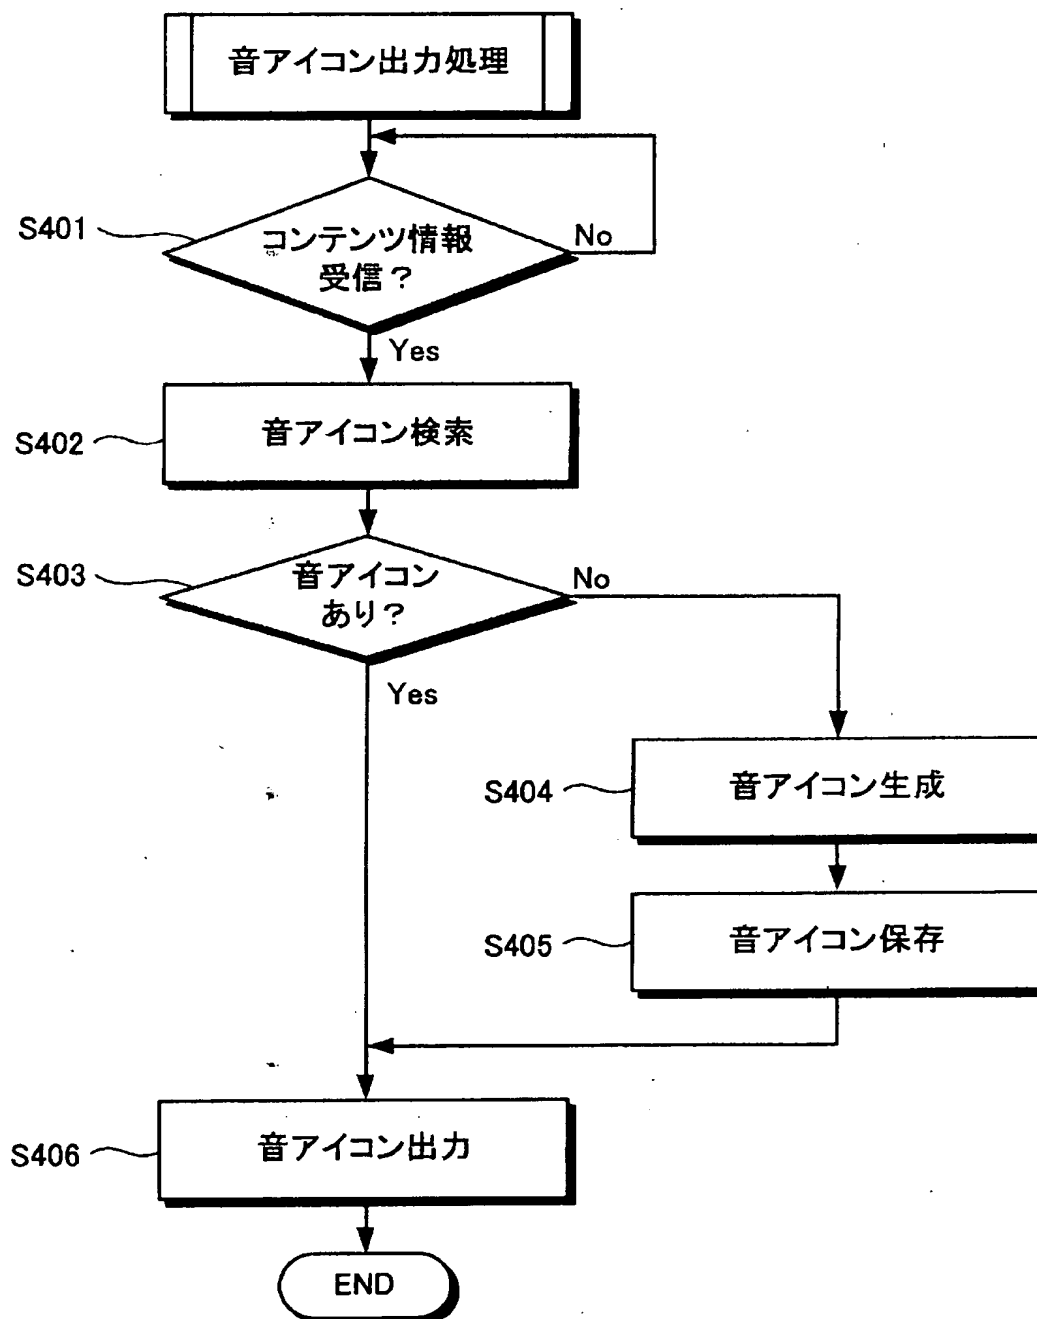 音アイコン出力処理
S401
コンテンツ情報
受信?
No
Yes
S402
音アイコン検索
S403
音アイコン
あり?
No
Yes
S404
音アイコン生成
S405
音アイコン保存
S406
音アイコン出力
END